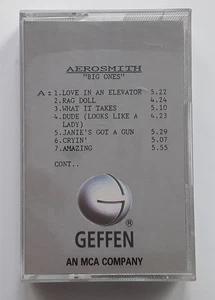 AEROSMITH
"BIG ONES"
A: 1.LOVE IN AN ELEVATOR 5.22
2.RAG DOLL 4.24
3.WHAT IT TAKES 5.10
4.DUDE (LOOKS LIKE A 4.23
LADY)
5.JANIE'S GOT A GUN 5.29
6.CRYIN' 5.07
7.AMAZING 5.55
CONT..
®
GEFFEN
AN MCA COMPANY